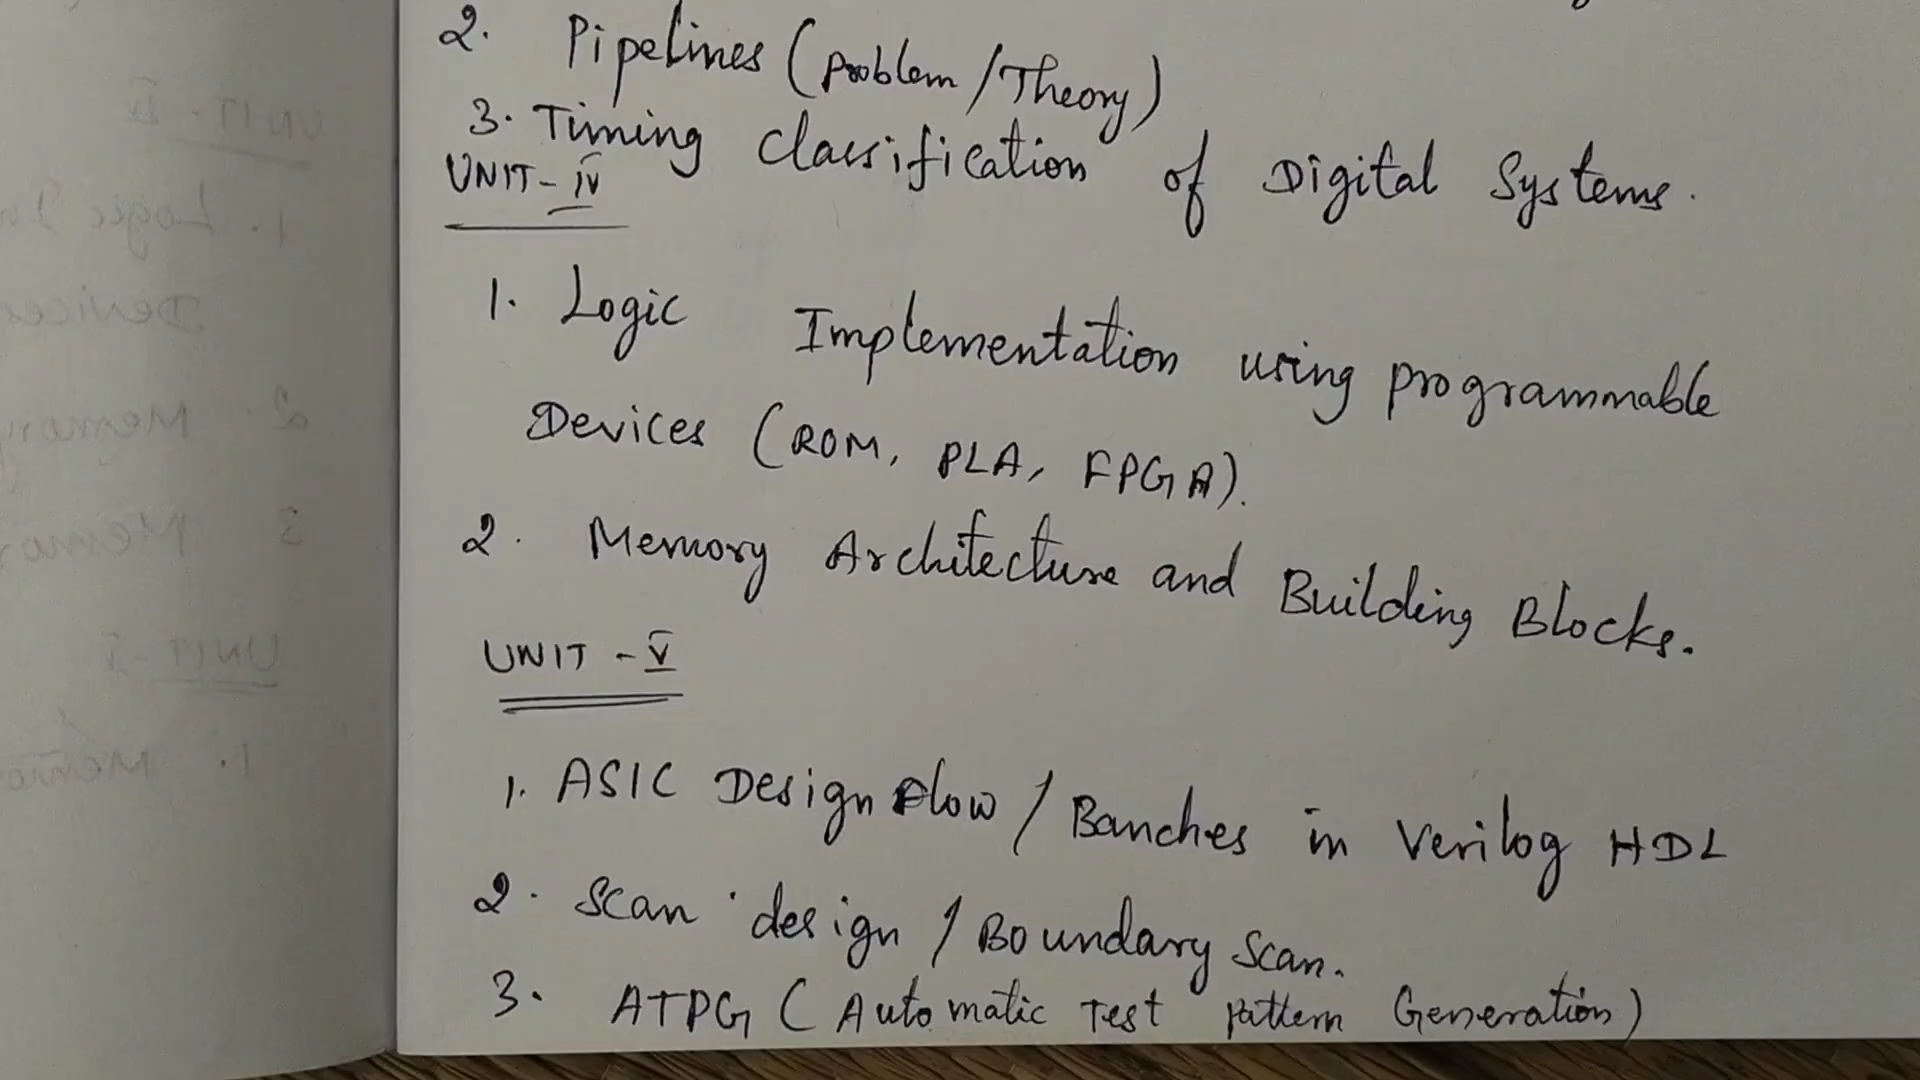 2. Pipelines (Problem/Theory)
3. Timing Classification of Digital Systems.
UNIT-IV
1. Logic Implementation using programmable
Devices (ROM, PLA, FPGA).
2. Memory Architecture and Building Blocks.
UNIT-V
1. ASIC Design Flow / Banches in Verilog HDL
2. Scan design / Boundary Scan.
3. ATPG (Automatic Test Pattern Generation)